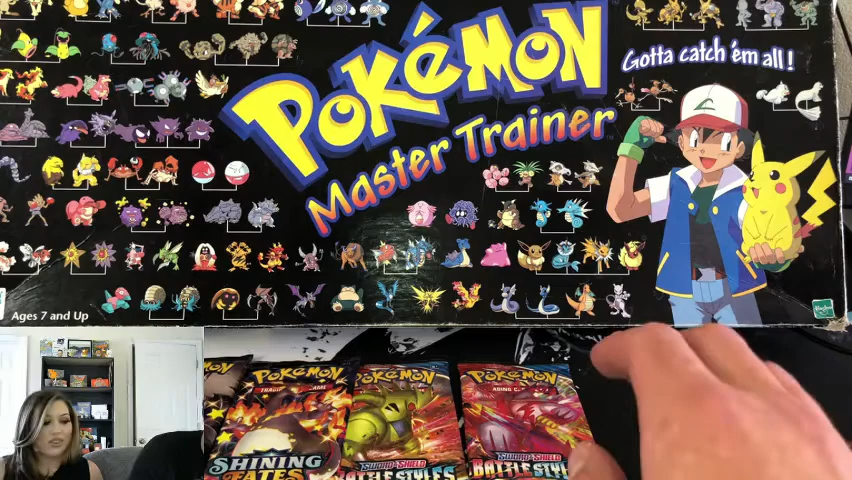 POKéMON
Gotta catch 'em all!
Master Trainer
Ages 7 and Up
Hasbro
POKéMON
POKéMON
POKéMON
SHINING
FATES
SWORD & SHIELD
BATTLE STYLES
SWORD & SHIELD
BATTLE STYL